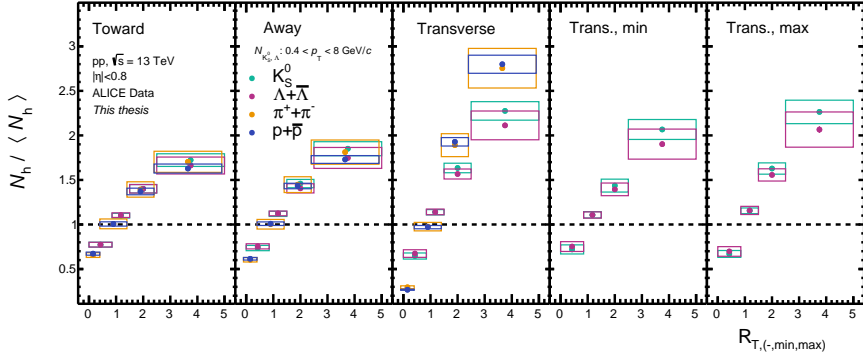 Toward
Away
Transverse
Trans., min
Trans., max
pp, √s = 13 TeV
|η|<0.8
ALICE Data
This thesis
N_{K_S^0, Λ}: 0.4 < p_T < 8 GeV/c
K_S^0
Λ+Λ̅
π⁺+π⁻
p+p̅
N_h / ⟨ N_h ⟩
3
2.5
2
1.5
1
0.5
0 1 2 3 4 5
0 1 2 3 4 5
0 1 2 3 4 5
0 1 2 3 4 5
0 1 2 3 4 5
R_{T,(-,min,max)}